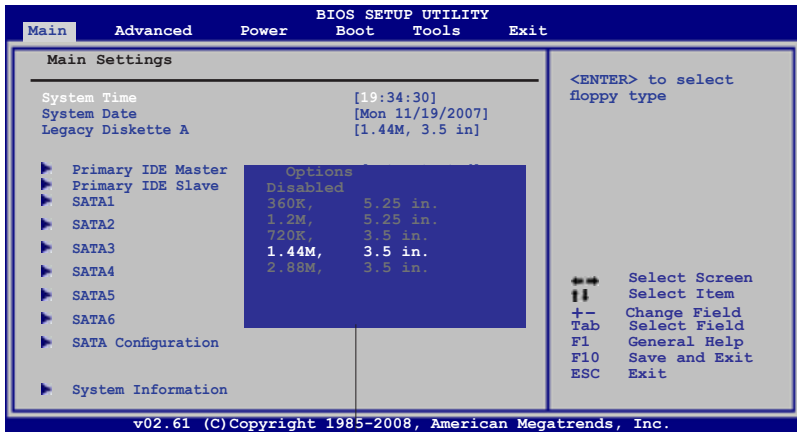 BIOS SETUP UTILITY
Main Advanced Power Boot Tools Exit
Main Settings
System Time [19:34:30]
System Date [Mon 11/19/2007]
Legacy Diskette A [1.44M, 3.5 in]
Primary IDE Master
Primary IDE Slave
SATA1
SATA2
SATA3
SATA4
SATA5
SATA6
SATA Configuration
System Information
Options
Disabled
360K, 5.25 in.
1.2M, 5.25 in.
720K, 3.5 in.
1.44M, 3.5 in.
2.88M, 3.5 in.
<ENTER> to select
floppy type
Select Screen
Select Item
+- Change Field
Tab Select Field
F1 General Help
F10 Save and Exit
ESC Exit
v02.61 (C)Copyright 1985-2008, American Megatrends, Inc.